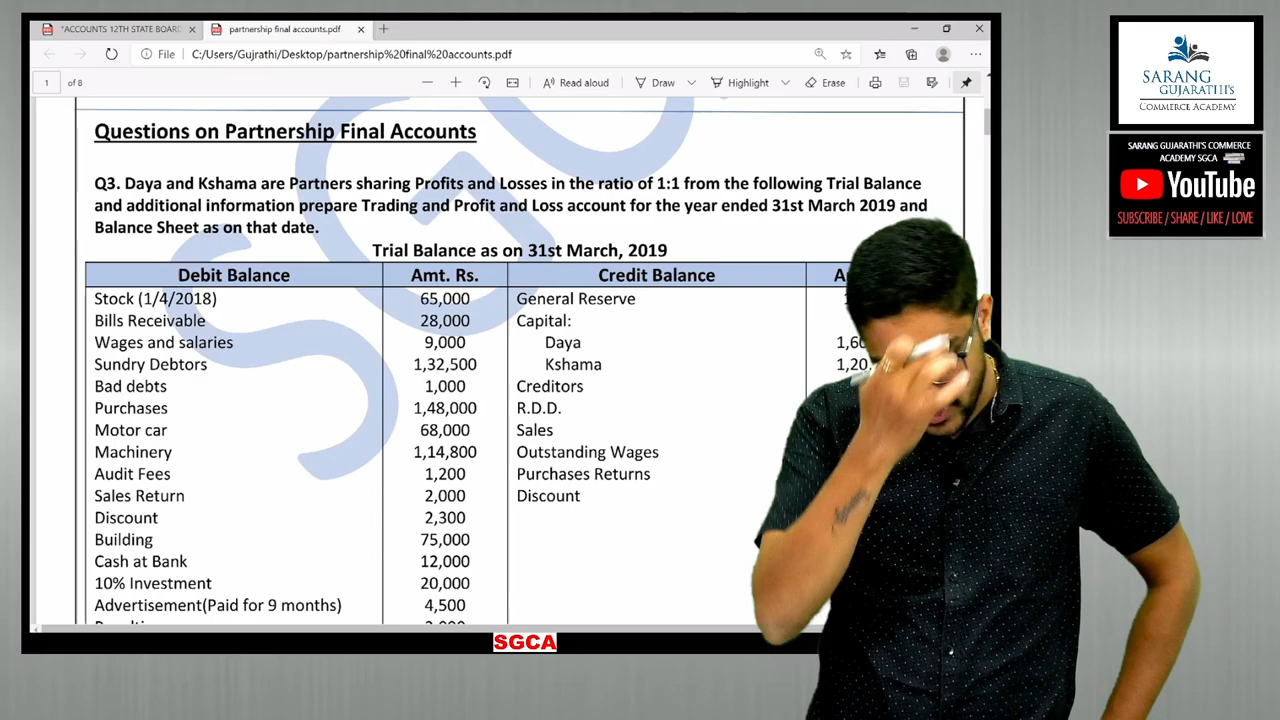 "ACCOUNTS 12TH STATE BOARD
partnership final accounts.pdf
File C:/Users/Gujrathi/Desktop/partnership%20final%20accounts.pdf
1 of 8
Read aloud Draw Highlight Erase
Questions on Partnership Final Accounts
Q3. Daya and Kshama are Partners sharing Profits and Losses in the ratio of 1:1 from the following Trial Balance
and additional information prepare Trading and Profit and Loss account for the year ended 31st March 2019 and
Balance Sheet as on that date.
Trial Balance as on 31st March, 2019
Debit Balance Amt. Rs. Credit Balance
Stock (1/4/2018) 65,000 General Reserve
Bills Receivable 28,000 Capital:
Wages and salaries 9,000 Daya
Sundry Debtors 1,32,500 Kshama
Bad debts 1,000 Creditors
Purchases 1,48,000 R.D.D.
Motor car 68,000 Sales
Machinery 1,14,800 Outstanding Wages
Audit Fees 1,200 Purchases Returns
Sales Return 2,000 Discount
Discount 2,300
Building 75,000
Cash at Bank 12,000
10% Investment 20,000
Advertisement(Paid for 9 months) 4,500
SGCA
SARANG
GUJARATHI'S
COMMERCE ACADEMY
SARANG GUJARATHI'S COMMERCE
ACADEMY SGCA
YouTube
SUBSCRIBE / SHARE / LIKE / LOVE